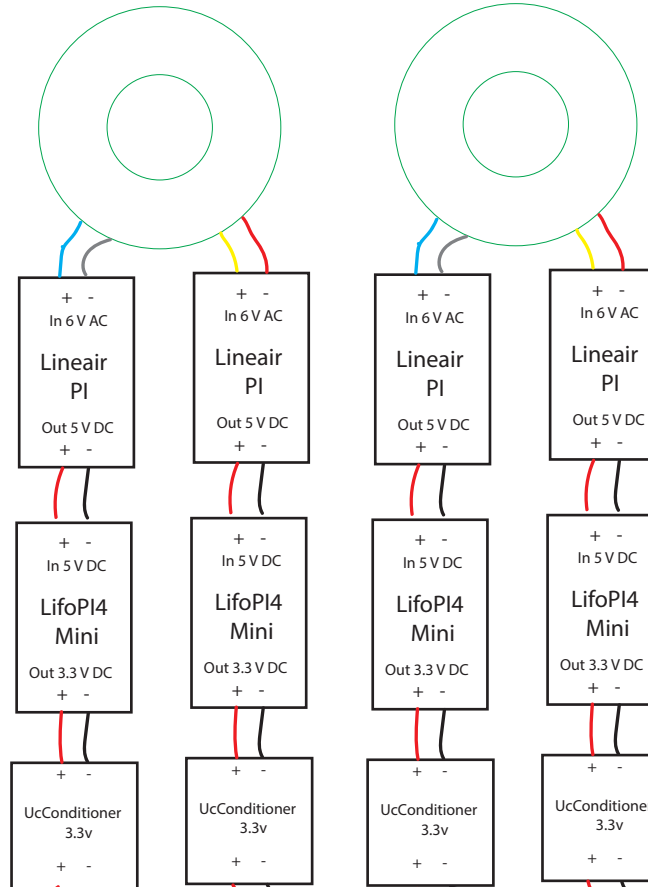 + -
In 6 V AC
Lineair
PI
Out 5 V DC
+ -
+ -
In 5 V DC
LifoPI4
Mini
Out 3.3 V DC
+ -
+ -
UcConditioner
3.3v
+ -
+ -
In 6 V AC
Lineair
PI
Out 5 V DC
+ -
+ -
In 5 V DC
LifoPI4
Mini
Out 3.3 V DC
+ -
+ -
UcConditioner
3.3v
+ -
+ -
In 6 V AC
Lineair
PI
Out 5 V DC
+ -
+ -
In 5 V DC
LifoPI4
Mini
Out 3.3 V DC
+ -
+ -
UcConditioner
3.3v
+ -
+ -
In 6 V AC
Lineair
PI
Out 5 V DC
+ -
+ -
In 5 V DC
LifoPI4
Mini
Out 3.3 V DC
+ -
+ -
UcConditioner
3.3v
+ -